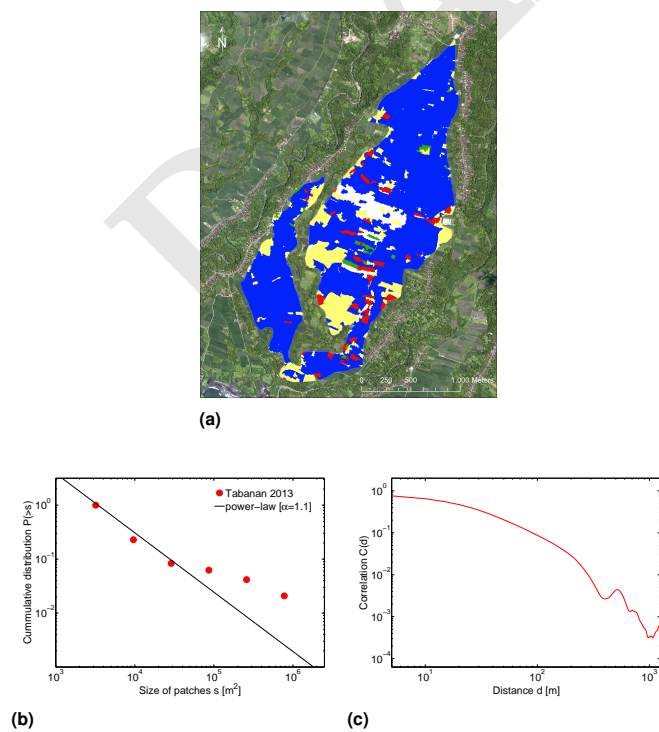 N
0 250 500 1.000 Meters
(a)
Tabanan 2013
power−law [α=1.1]
Cummulative distribution P(>s)
10^0
10^-1
10^-2
10^3 10^4 10^5 10^6
Size of patches s [m^2]
(b)
Correlation C(d)
10^0
10^-1
10^-2
10^-3
10^-4
10^1 10^2 10^3
Distance d [m]
(c)